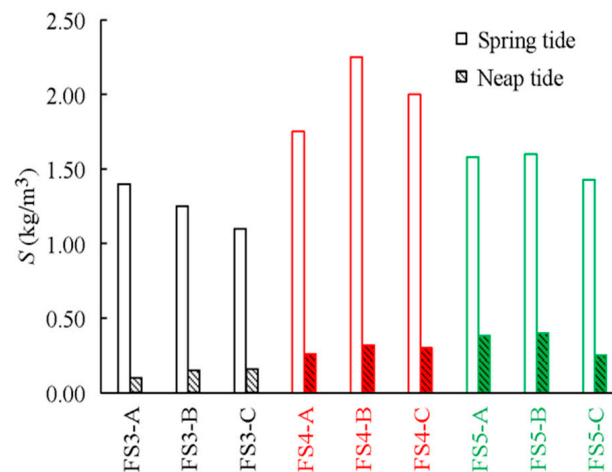 2.50
2.00
1.50
1.00
0.50
0.00
S (kg/m³)
Spring tide
Neap tide
FS3-A
FS3-B
FS3-C
FS4-A
FS4-B
FS4-C
FS5-A
FS5-B
FS5-C